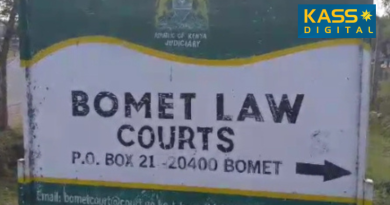 KASS
DIGITAL
REPUBLIC OF KENYA
JUDICIARY
BOMET LAW
COURTS
P.O. BOX 21 -20400 BOMET